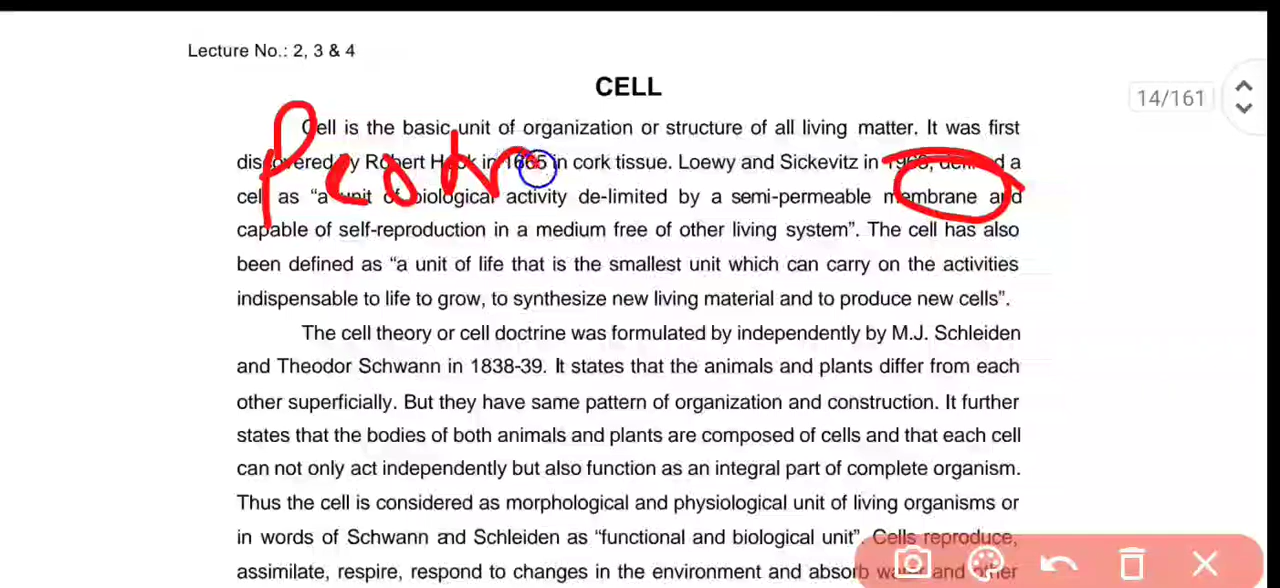 Lecture No.: 2, 3 & 4
CELL
14/161
Cell is the basic unit of organization or structure of all living matter. It was first
discovered by Robert Hook in 1665 in cork tissue. Loewy and Sickevitz in defined a
cell as “a unit of biological activity de-limited by a semi-permeable membrane and
capable of self-reproduction in a medium free of other living system”. The cell has also
been defined as “a unit of life that is the smallest unit which can carry on the activities
indispensable to life to grow, to synthesize new living material and to produce new cells”.
The cell theory or cell doctrine was formulated by independently by M.J. Schleiden
and Theodor Schwann in 1838-39. It states that the animals and plants differ from each
other superficially. But they have same pattern of organization and construction. It further
states that the bodies of both animals and plants are composed of cells and that each cell
can not only act independently but also function as an integral part of complete organism.
Thus the cell is considered as morphological and physiological unit of living organisms or
in words of Schwann and Schleiden as “functional and biological unit”. Cells reproduce,
assimilate, respire, respond to changes in the environment and absorb water and other